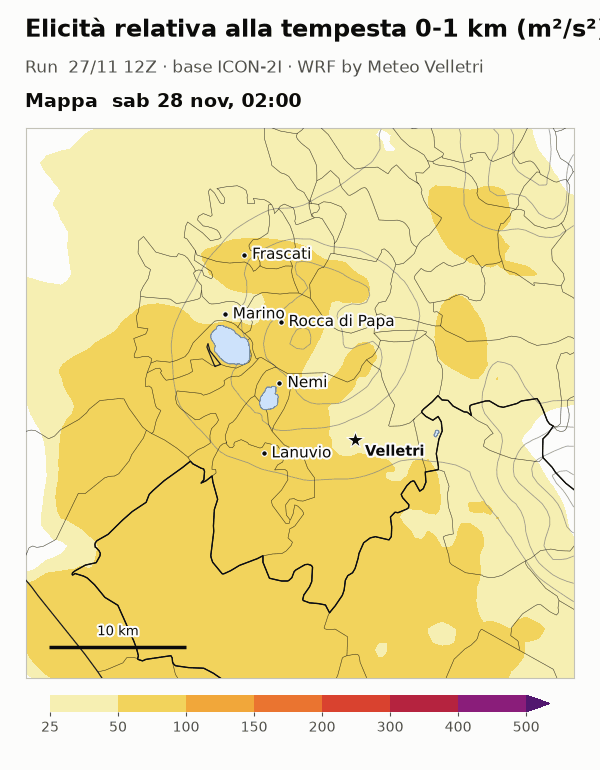 Elicità relativa alla tempesta 0-1 km (m²/s²)
Run 27/11 12Z · base ICON-2I · WRF by Meteo Velletri
Mappa sab 28 nov, 02:00
Frascati
Marino
Rocca di Papa
Nemi
Velletri
Lanuvio
10 km
25 50 100 150 200 300 400 500